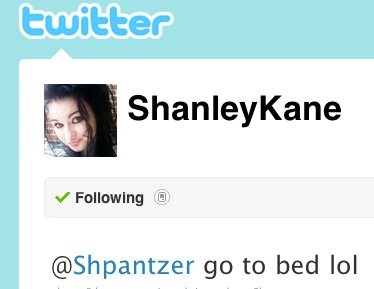 twitter
ShanleyKane
Following
@Shpantzer go to bed lol